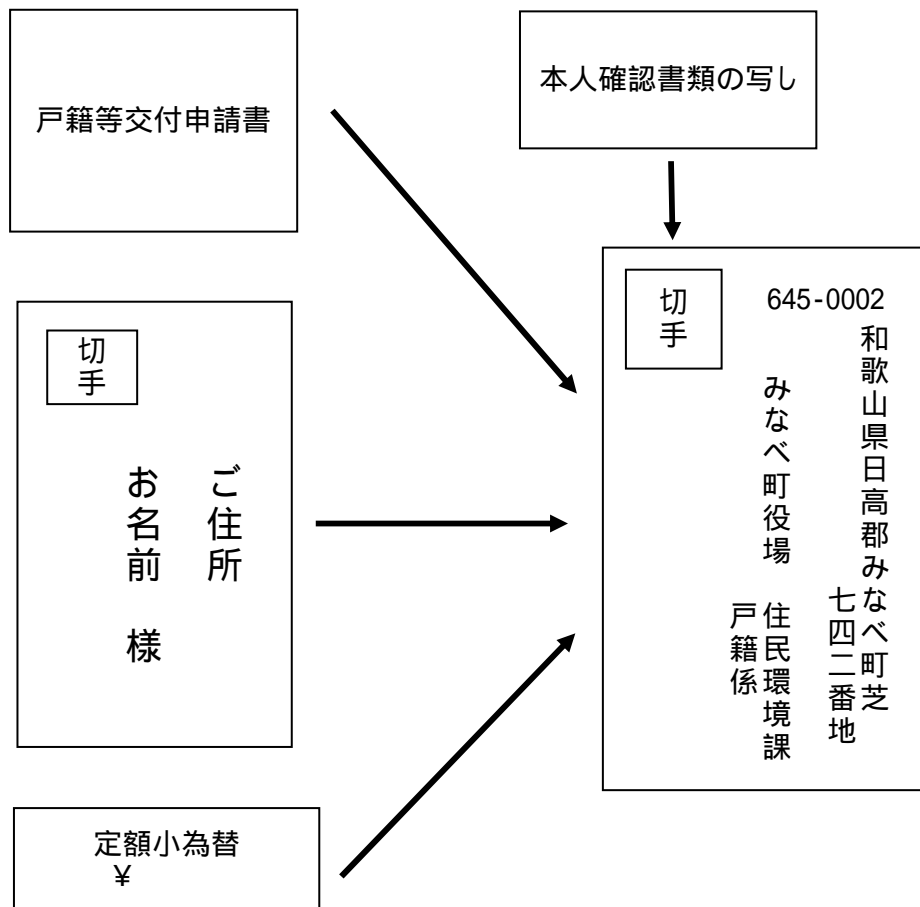 戸籍等交付申請書
本人確認書類の写し
切手
ご住所
お名前　様
定額小為替
¥
切手
645-0002
和歌山県日高郡みなべ町芝
七四二番地
みなべ町役場　住民環境課
戸籍係